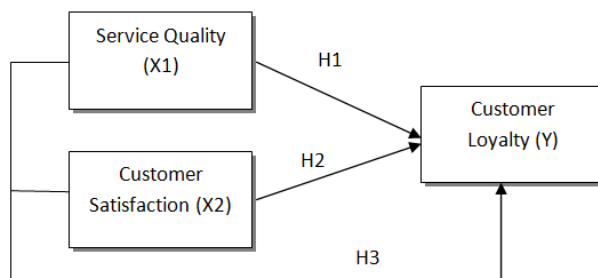 Service Quality
(X1)
H1
Customer
Loyalty (Y)
H2
Customer
Satisfaction (X2)
H3